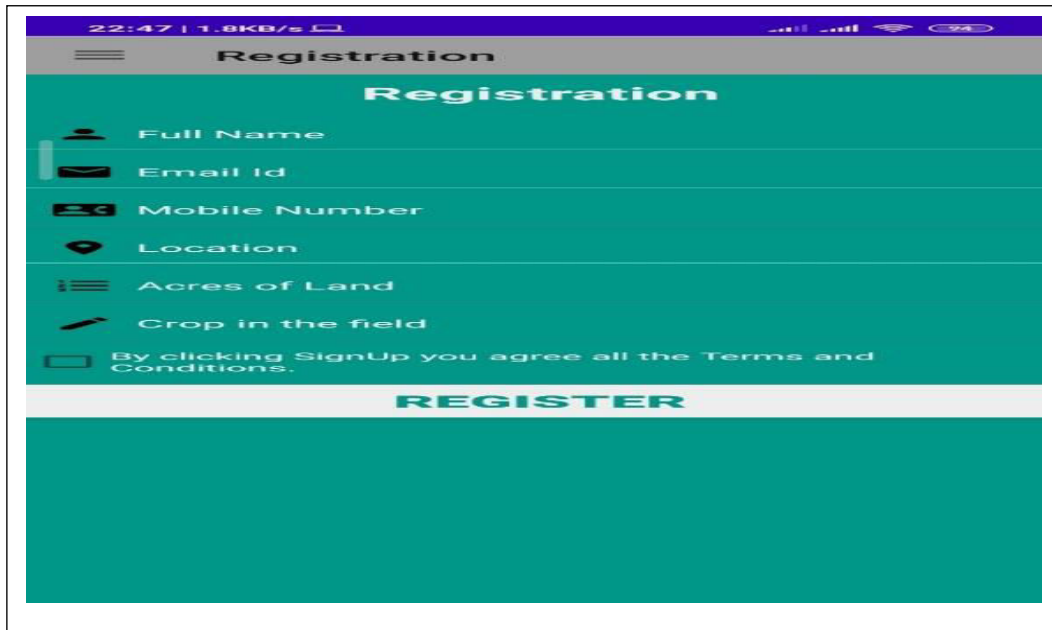 22:47 | 1.8KB/s
94
Registration
Registration
Full Name
Email Id
Mobile Number
Location
Acres of Land
Crop in the field
By clicking SignUp you agree all the Terms and
Conditions.
REGISTER